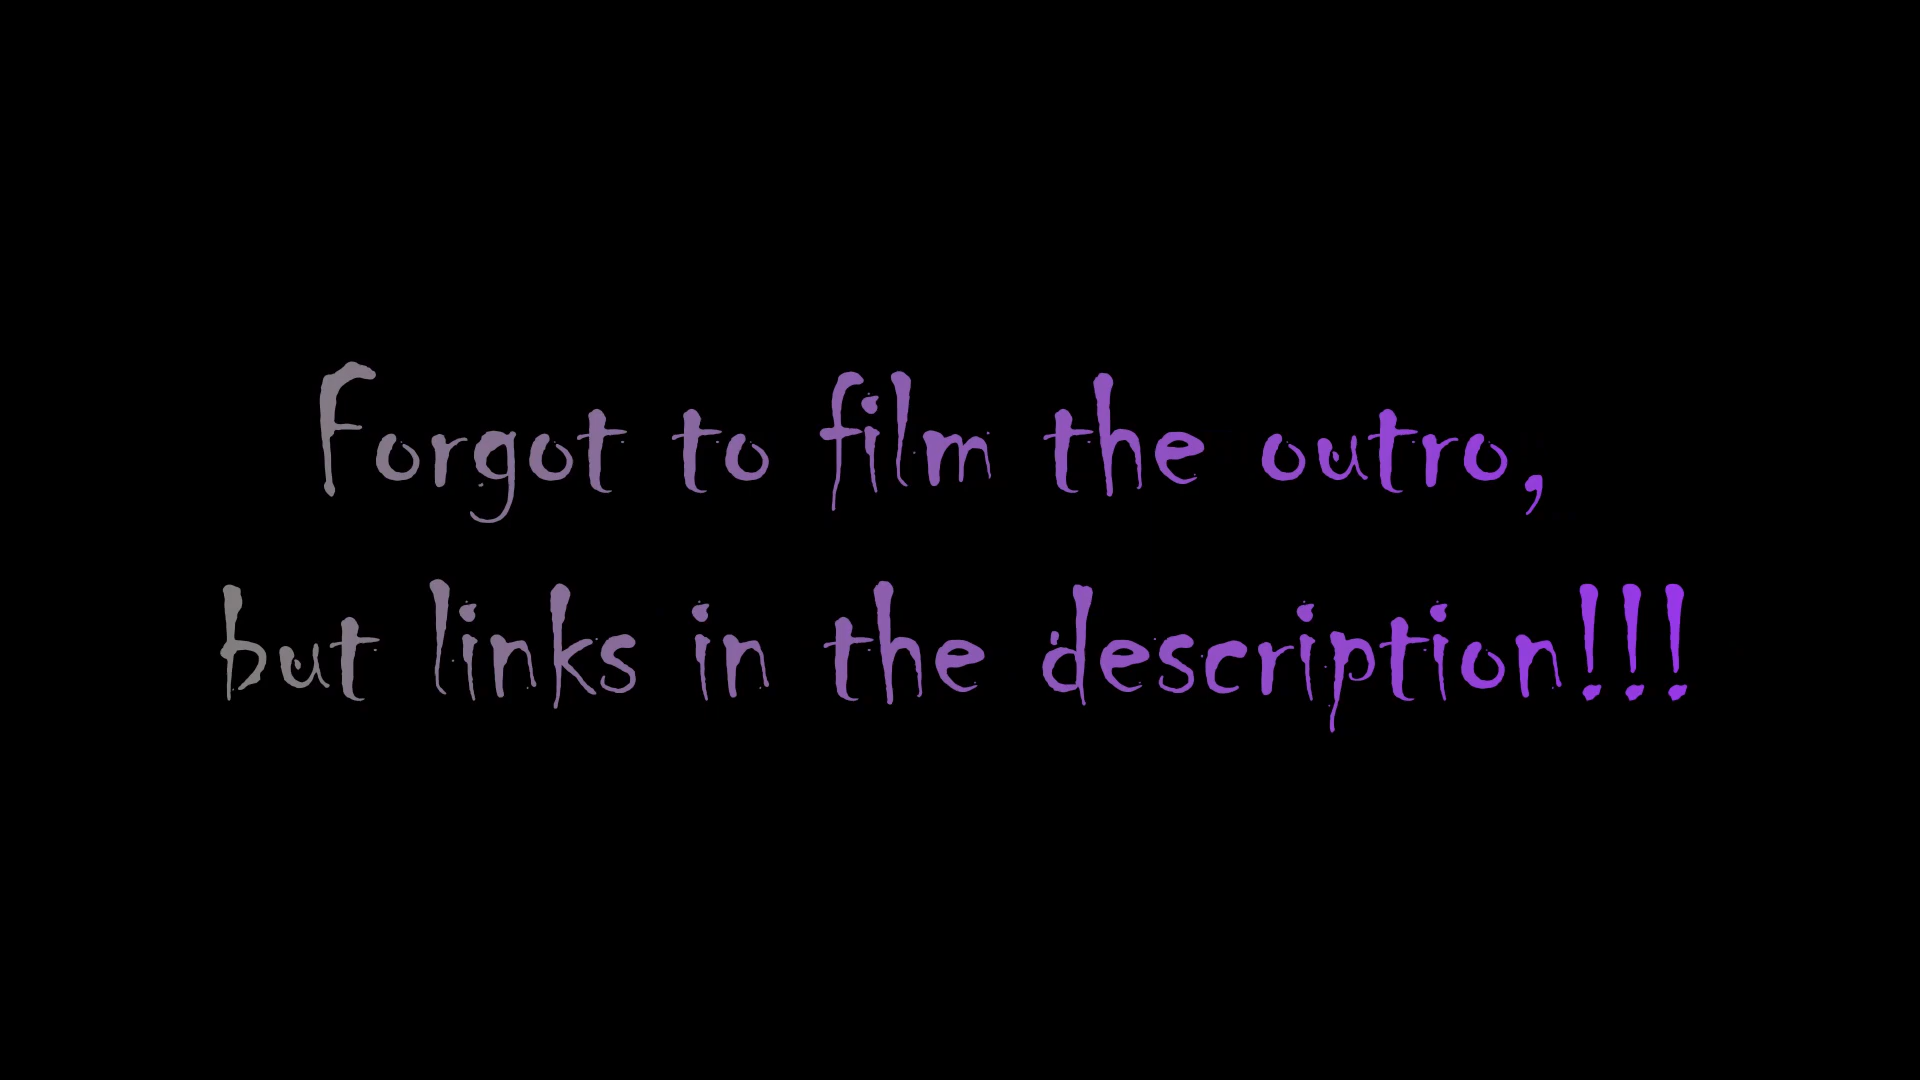 Forgot to film the outro,
but links in the description!!!